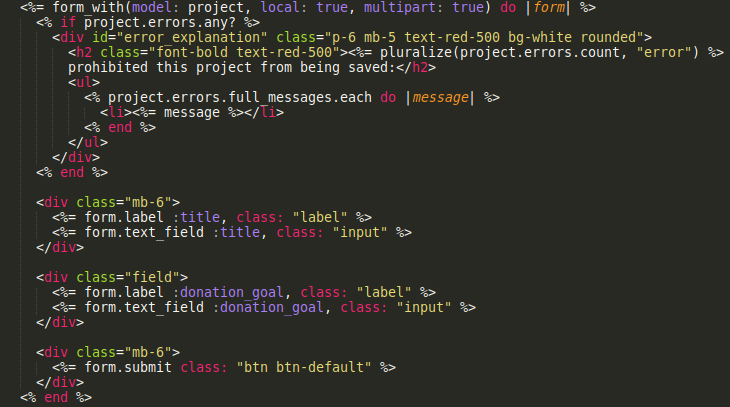 <%= form_with(model: project, local: true, multipart: true) do |form| %>
<% if project.errors.any? %>
<div id="error explanation" class="p-6 mb-5 text-red-500 bg-white rounded">
<h2 class="font-bold text-red-500"><%= pluralize(project.errors.count, "error") %>
prohibited this project from being saved:</h2>
<ul>
<% project.errors.full_messages.each do |message| %>
<li><%= message %></li>
<% end %>
</ul>
</div>
<% end %>
<div class="mb-6">
<%= form.label :title, class: "label" %>
<%= form.text_field :title, class: "input" %>
</div>
<div class="field">
<%= form.label :donation_goal, class: "label" %>
<%= form.text_field :donation_goal, class: "input" %>
</div>
<div class="mb-6">
<%= form.submit class: "btn btn-default" %>
</div>
<% end %>